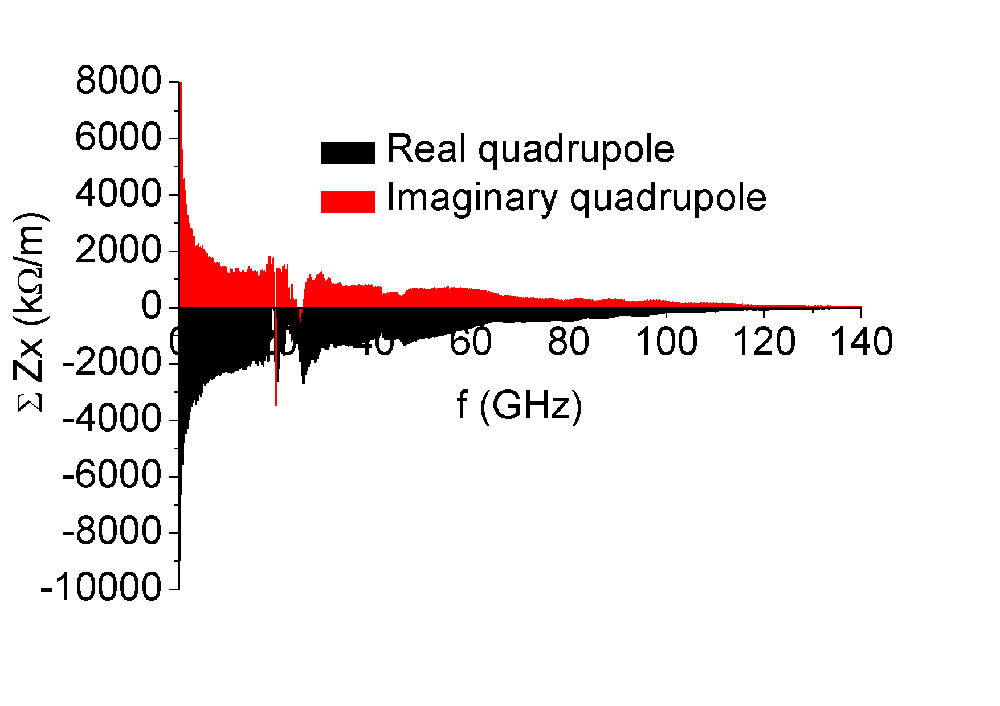 8000
6000
4000
2000
0
-2000
-4000
-6000
-8000
-10000
Σ Zx (kΩ/m)
Real quadrupole
Imaginary quadrupole
40 60 80 100 120 140
f (GHz)